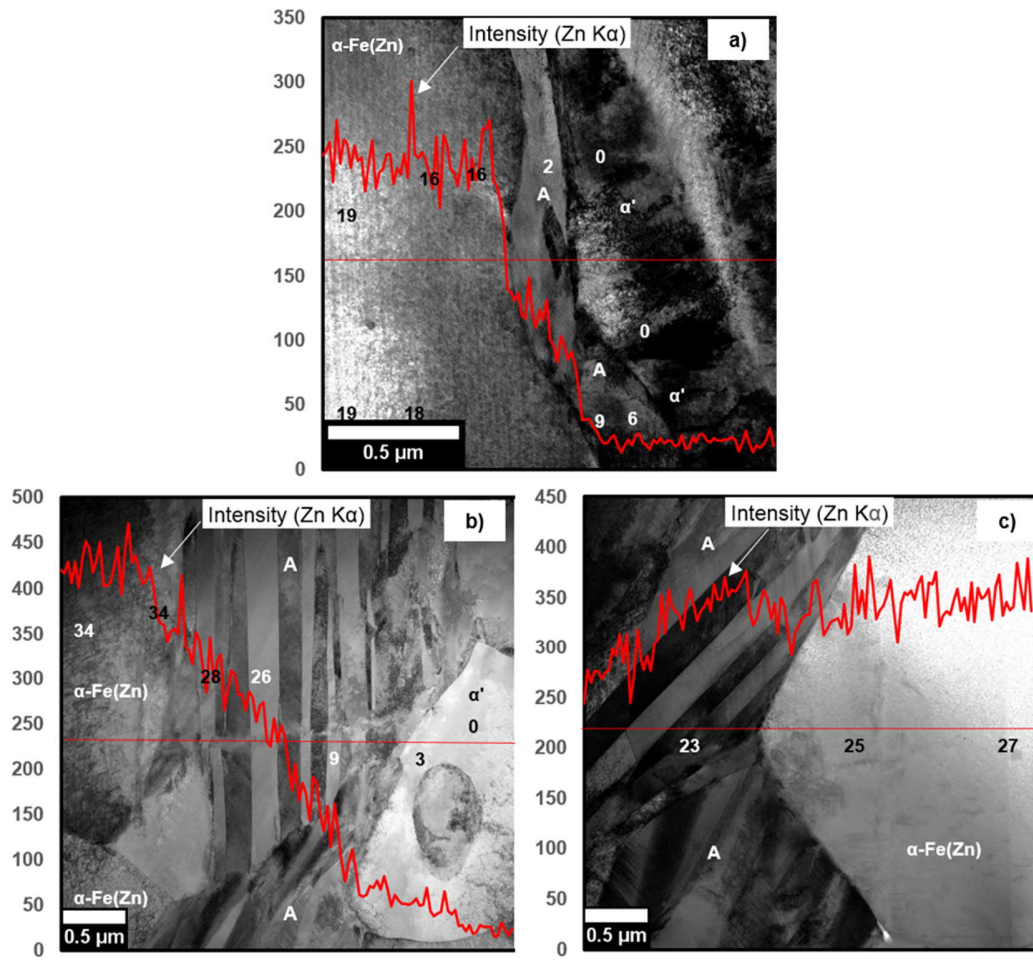 350
300
250
200
150
100
50
0
α-Fe(Zn)
Intensity (Zn Kα)
a)
16
16
19
2
A
0
α'
0
A
α'
9
6
19
18
0.5 μm
500
450
400
350
300
250
200
150
100
50
0
Intensity (Zn Kα)
b)
A
34
34
28
26
α-Fe(Zn)
α'
0
9
3
α-Fe(Zn)
A
0.5 μm
450
400
350
300
250
200
150
100
50
0
Intensity (Zn Kα)
c)
A
23
25
27
A
α-Fe(Zn)
0.5 μm